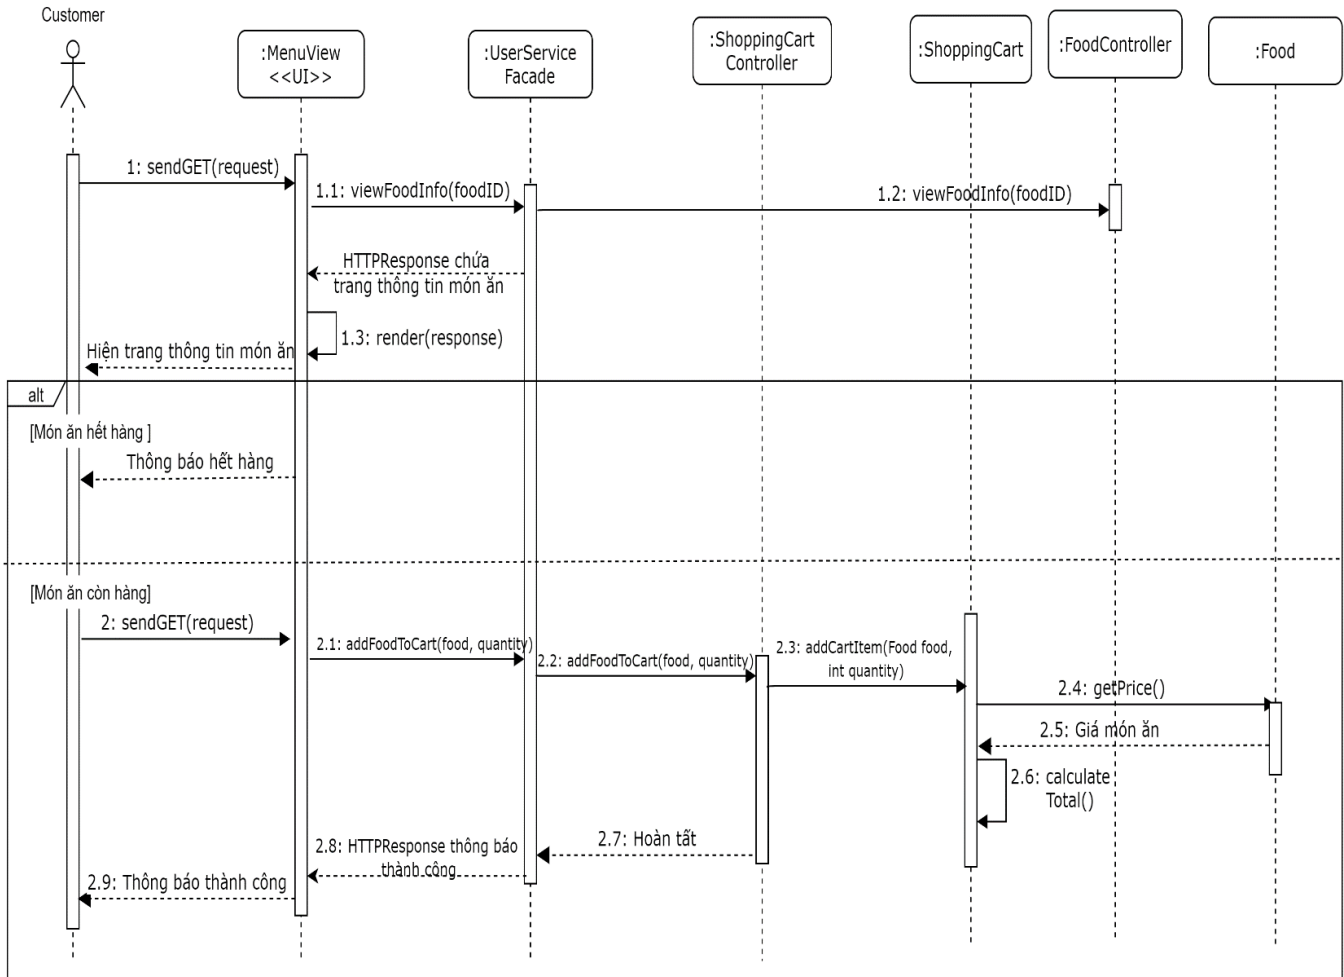 Customer
:MenuView
<<UI>>
:UserService
Facade
:ShoppingCart
Controller
:ShoppingCart
:FoodController
:Food
1: sendGET(request)
1.1: viewFoodInfo(foodID)
1.2: viewFoodInfo(foodID)
HTTPResponse chứa
trang thông tin món ăn
1.3: render(response)
Hiện trang thông tin món ăn
alt
[Món ăn hết hàng ]
Thông báo hết hàng
[Món ăn còn hàng]
2: sendGET(request)
2.1: addFoodToCart(food, quantity)
2.2: addFoodToCart(food, quantity)
2.3: addCartItem(Food food,
int quantity)
2.4: getPrice()
2.5: Giá món ăn
2.6: calculate
Total()
2.7: Hoàn tất
2.8: HTTPResponse thông báo
thành công
2.9: Thông báo thành công